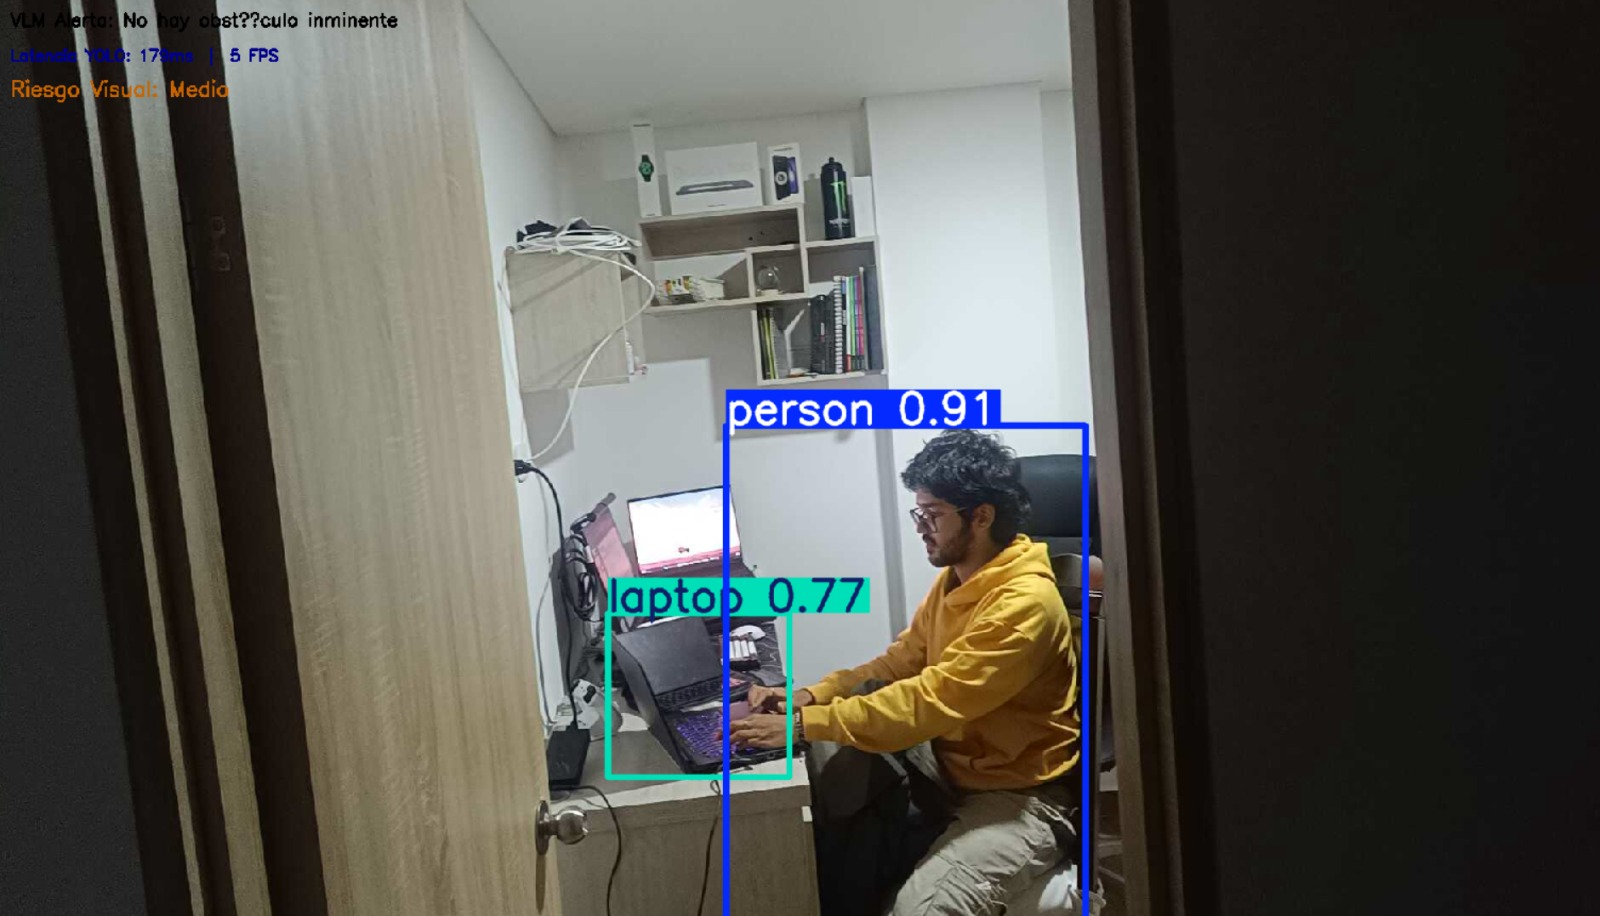 VLM Alerta: No hay obst??culo inminente
Latencia YOLO: 179ms | 5 FPS
Riesgo Visual: Media
person 0.91
laptop 0.77